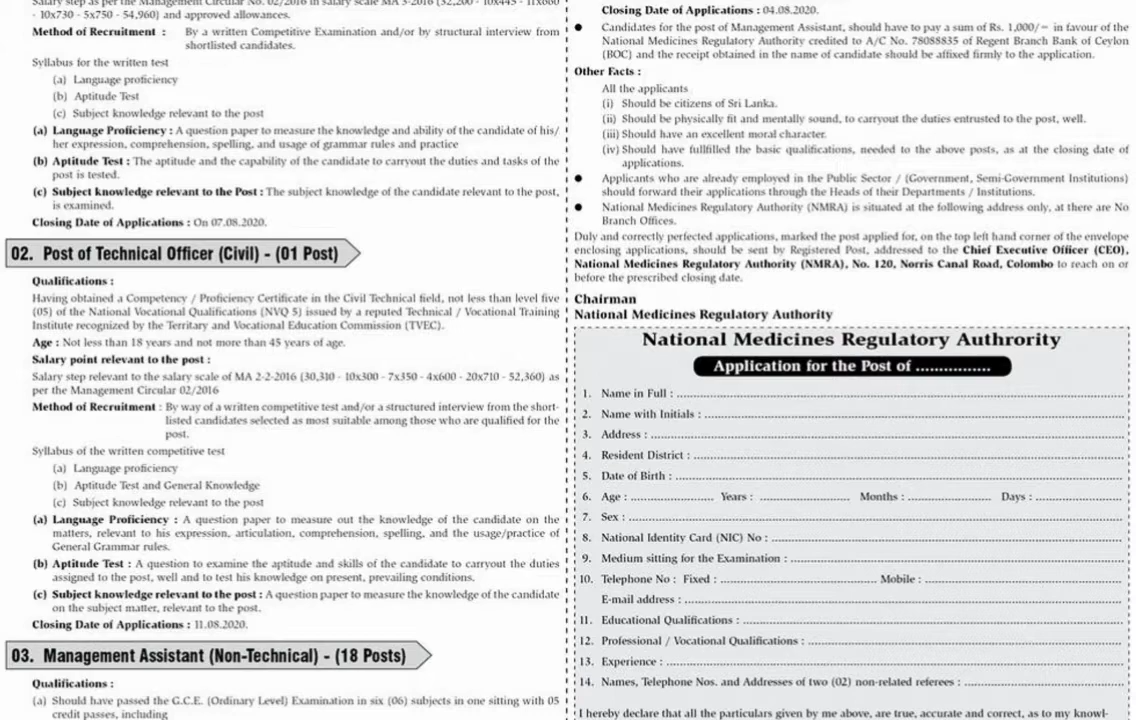 Salary step as per the Management Circular No. 02/2016 in salary scale MA 3-2016 (32,200 - 10x445 - 11x660
- 10x730 - 5x750 - 54,960) and approved allowances.
Method of Recruitment : By a written Competitive Examination and/or by structural interview from
shortlisted candidates.
Syllabus for the written test
(a) Language proficiency
(b) Aptitude Test
(c) Subject knowledge relevant to the post
(a) Language Proficiency : A question paper to measure the knowledge and ability of the candidate of his/
her expression, comprehension, spelling, and usage of grammar rules and practice
(b) Aptitude Test : The aptitude and the capability of the candidate to carryout the duties and tasks of the
post is tested.
(c) Subject knowledge relevant to the Post : The subject knowledge of the candidate relevant to the post,
is examined.
Closing Date of Applications : On 07.08.2020.
02. Post of Technical Officer (Civil) - (01 Post)
Qualifications :
Having obtained a Competency / Proficiency Certificate in the Civil Technical field, not less than level five
(05) of the National Vocational Qualifications (NVQ 5) issued by a reputed Technical / Vocational Training
Institute recognized by the Territary and Vocational Education Commission (TVEC).
Age : Not less than 18 years and not more than 45 years of age.
Salary point relevant to the post :
Salary step relevant to the salary scale of MA 2-2-2016 (30,310 - 10x300 - 7x350 - 4x600 - 20x710 - 52,360) as
per the Management Circular 02/2016
Method of Recruitment : By way of a written competitive test and/or a structured interview from the short-
listed candidates selected as most suitable among those who are qualified for the
post.
Syllabus of the written competitive test
(a) Language proficiency
(b) Aptitude Test and General Knowledge
(c) Subject knowledge relevant to the post
(a) Language Proficiency : A question paper to measure out the knowledge of the candidate on the
matters, relevant to his expression, articulation, comprehension, spelling, and the usage/practice of
General Grammar rules.
(b) Aptitude Test : A question to examine the aptitude and skills of the candidate to carryout the duties
assigned to the post, well and to test his knowledge on present, prevailing conditions.
(c) Subject knowledge relevant to the post : A question paper to measure the knowledge of the candidate
on the subject matter, relevant to the post.
Closing Date of Applications : 11.08.2020.
03. Management Assistant (Non-Technical) - (18 Posts)
Qualifications :
(a) Should have passed the G.C.E. (Ordinary Level) Examination in six (06) subjects in one sitting with 05
credit passes, including
Closing Date of Applications : 04.08.2020.
● Candidates for the post of Management Assistant, should have to pay a sum of Rs. 1,000/= in favour of the
National Medicines Regulatory Authority credited to A/C No. 78088835 of Regent Branch Bank of Ceylon
(BOC) and the receipt obtained in the name of candidate should be affixed firmly to the application.
Other Facts :
All the applicants
(i) Should be citizens of Sri Lanka.
(ii) Should be physically fit and mentally sound, to carryout the duties entrusted to the post, well.
(iii) Should have an excellent moral character.
(iv) Should have fullfilled the basic qualifications, needed to the above posts, as at the closing date of
applications.
● Applicants who are already employed in the Public Sector / (Government, Semi-Government Institutions)
should forward their applications through the Heads of their Departments / Institutions.
● National Medicines Regulatory Authority (NMRA) is situated at the following address only, at there are No
Branch Offices.
Duly and correctly perfected applications, marked the post applied for, on the top left hand corner of the envelope
enclosing applications, should be sent by Registered Post, addressed to the Chief Executive Officer (CEO),
National Medicines Regulatory Authority (NMRA), No. 120, Norris Canal Road, Colombo to reach on or
before the prescribed closing date.
Chairman
National Medicines Regulatory Authority
National Medicines Regulatory Authrority
Application for the Post of ................
1. Name in Full : ................
2. Name with Initials : ................
3. Address : ................
4. Resident District : ................
5. Date of Birth : ................
6. Age : ................ Years : ................ Months : ................ Days : ................
7. Sex : ................
8. National Identity Card (NIC) No : ................
9. Medium sitting for the Examination : ................
10. Telephone No : Fixed : ................ Mobile : ................
E-mail address : ................
11. Educational Qualifications : ................
12. Professional / Vocational Qualifications : ................
13. Experience : ................
14. Names, Telephone Nos. and Addresses of two (02) non-related referees : ................
I hereby declare that all the particulars given by me above, are true, accurate and correct, as to my knowl-